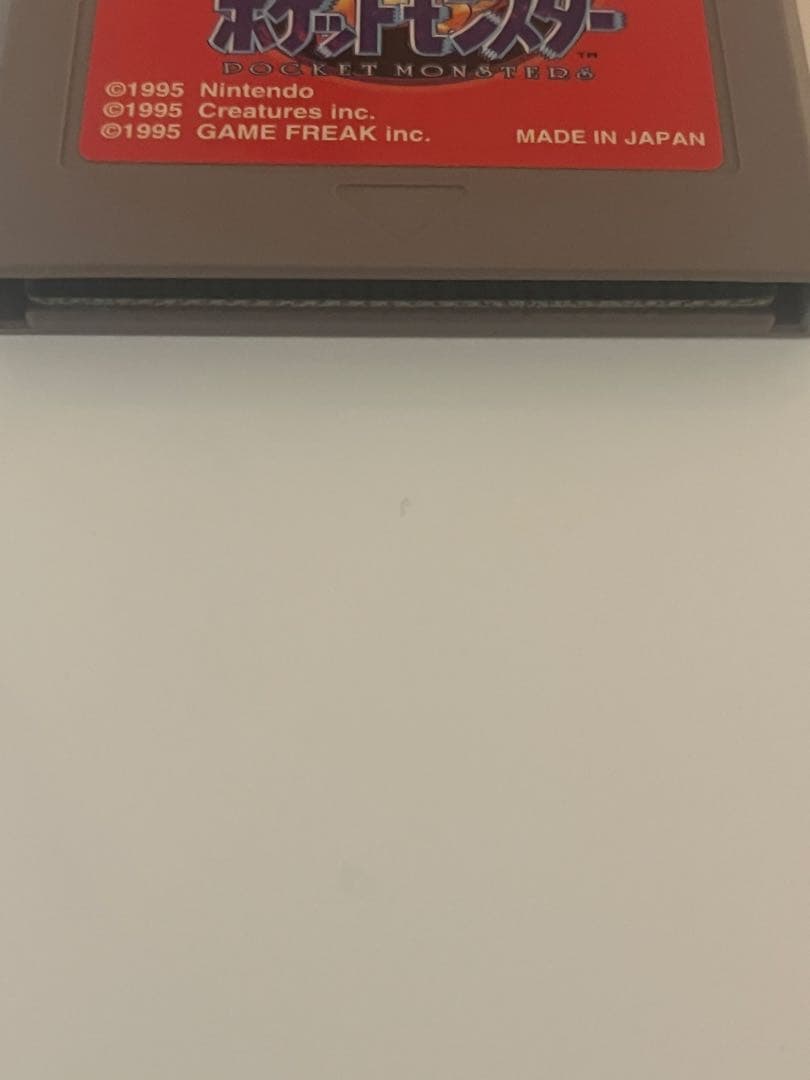 ポケットモンスター
TM
POCKET MONSTERS
©1995 Nintendo
©1995 Creatures inc.
©1995 GAME FREAK inc.
MADE IN JAPAN